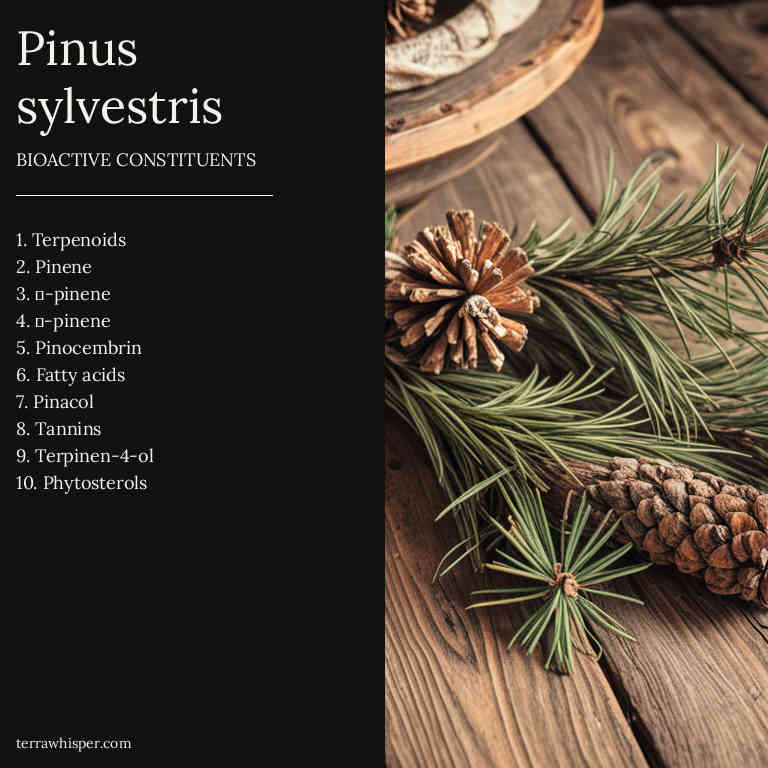 Pinus
sylvestris
BIOACTIVE CONSTITUENTS
1. Terpenoids
2. Pinene
3. □-pinene
4. □-pinene
5. Pinocembrin
6. Fatty acids
7. Pinacol
8. Tannins
9. Terpinen-4-ol
10. Phytosterols
terrawhisper.com